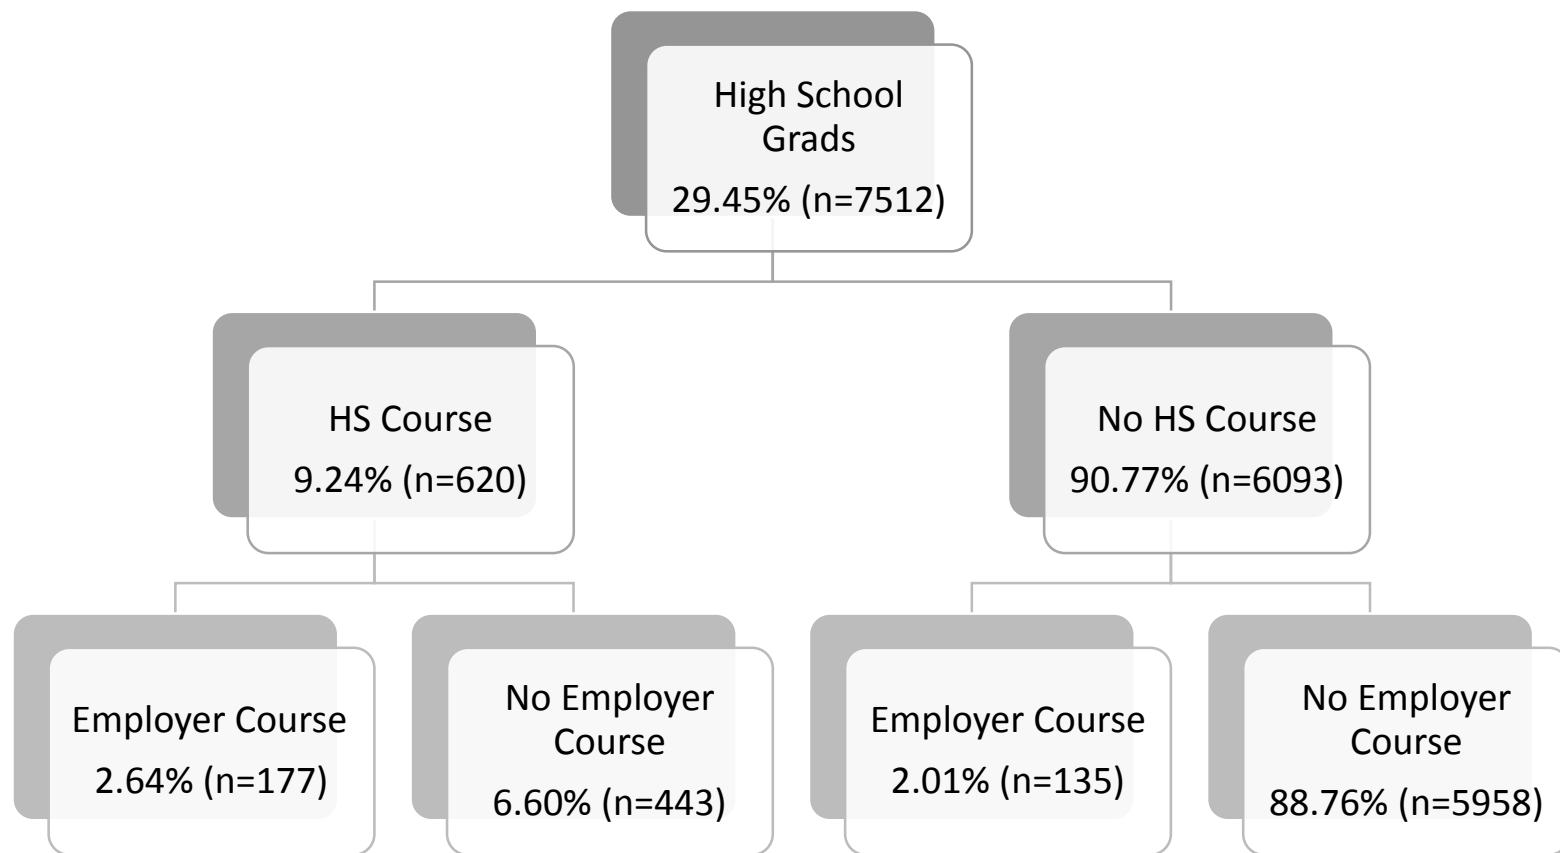 High School
Grads
29.45% (n=7512)
HS Course
9.24% (n=620)
No HS Course
90.77% (n=6093)
Employer Course
2.64% (n=177)
No Employer
Course
6.60% (n=443)
Employer Course
2.01% (n=135)
No Employer
Course
88.76% (n=5958)